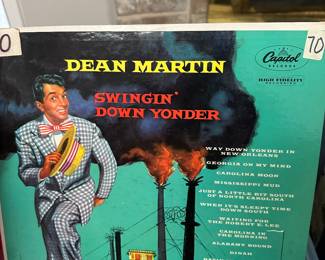 0
70
Capitol
RECORDS
HIGH FIDELITY
RECORDING
DEAN MARTIN
SWINGIN'
DOWN YONDER
WAY DOWN YONDER IN
NEW ORLEANS
GEORGIA ON MY MIND
CAROLINA MOON
MISSISSIPPI MUD
JUST A LITTLE BIT SOUTH
OF NORTH CAROLINA
WHEN IT'S SLEEPY TIME
DOWN SOUTH
WAITING FOR
THE ROBERT E. LEE
CAROLINA IN
THE MORNING
ALABAMY BOUND
DINAH